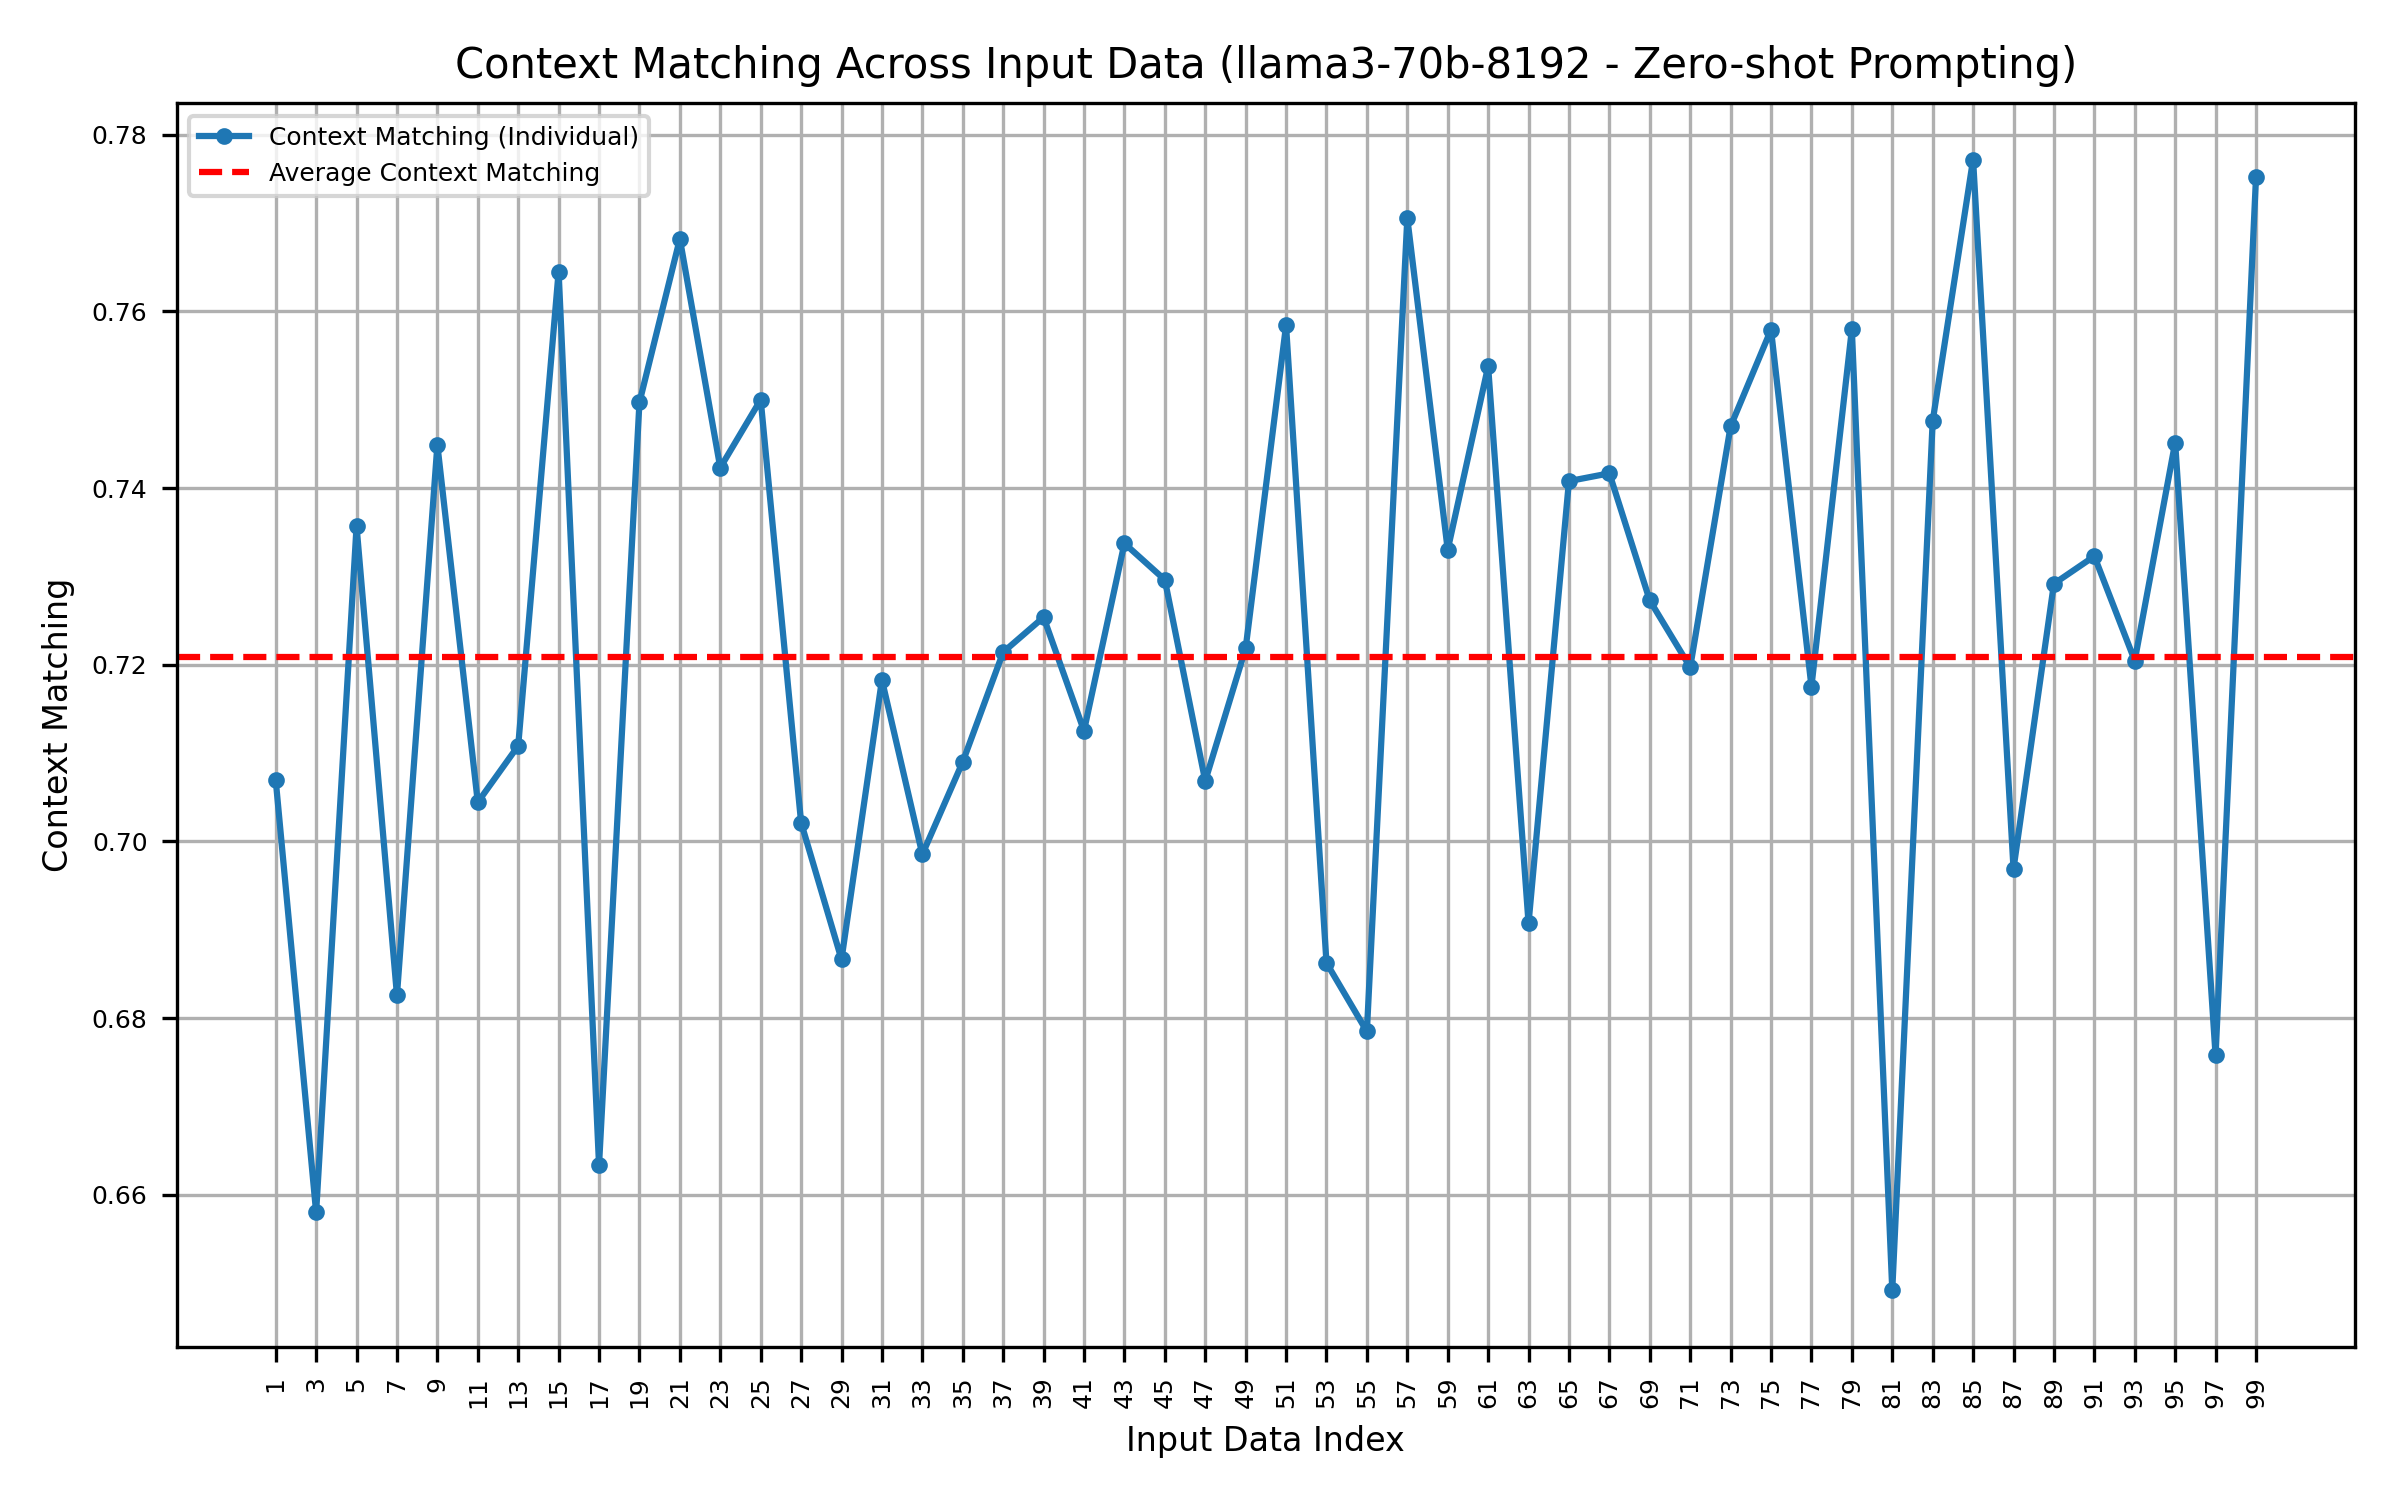 Context Matching Across Input Data (llama3-70b-8192 - Zero-shot Prompting)
Context Matching (Individual)
Average Context Matching
Context Matching
0.78
0.76
0.74
0.72
0.70
0.68
0.66
1 3 5 7 9 11 13 15 17 19 21 23 25 27 29 31 33 35 37 39 41 43 45 47 49 51 53 55 57 59 61 63 65 67 69 71 73 75 77 79 81 83 85 87 89 91 93 95 97 99
Input Data Index